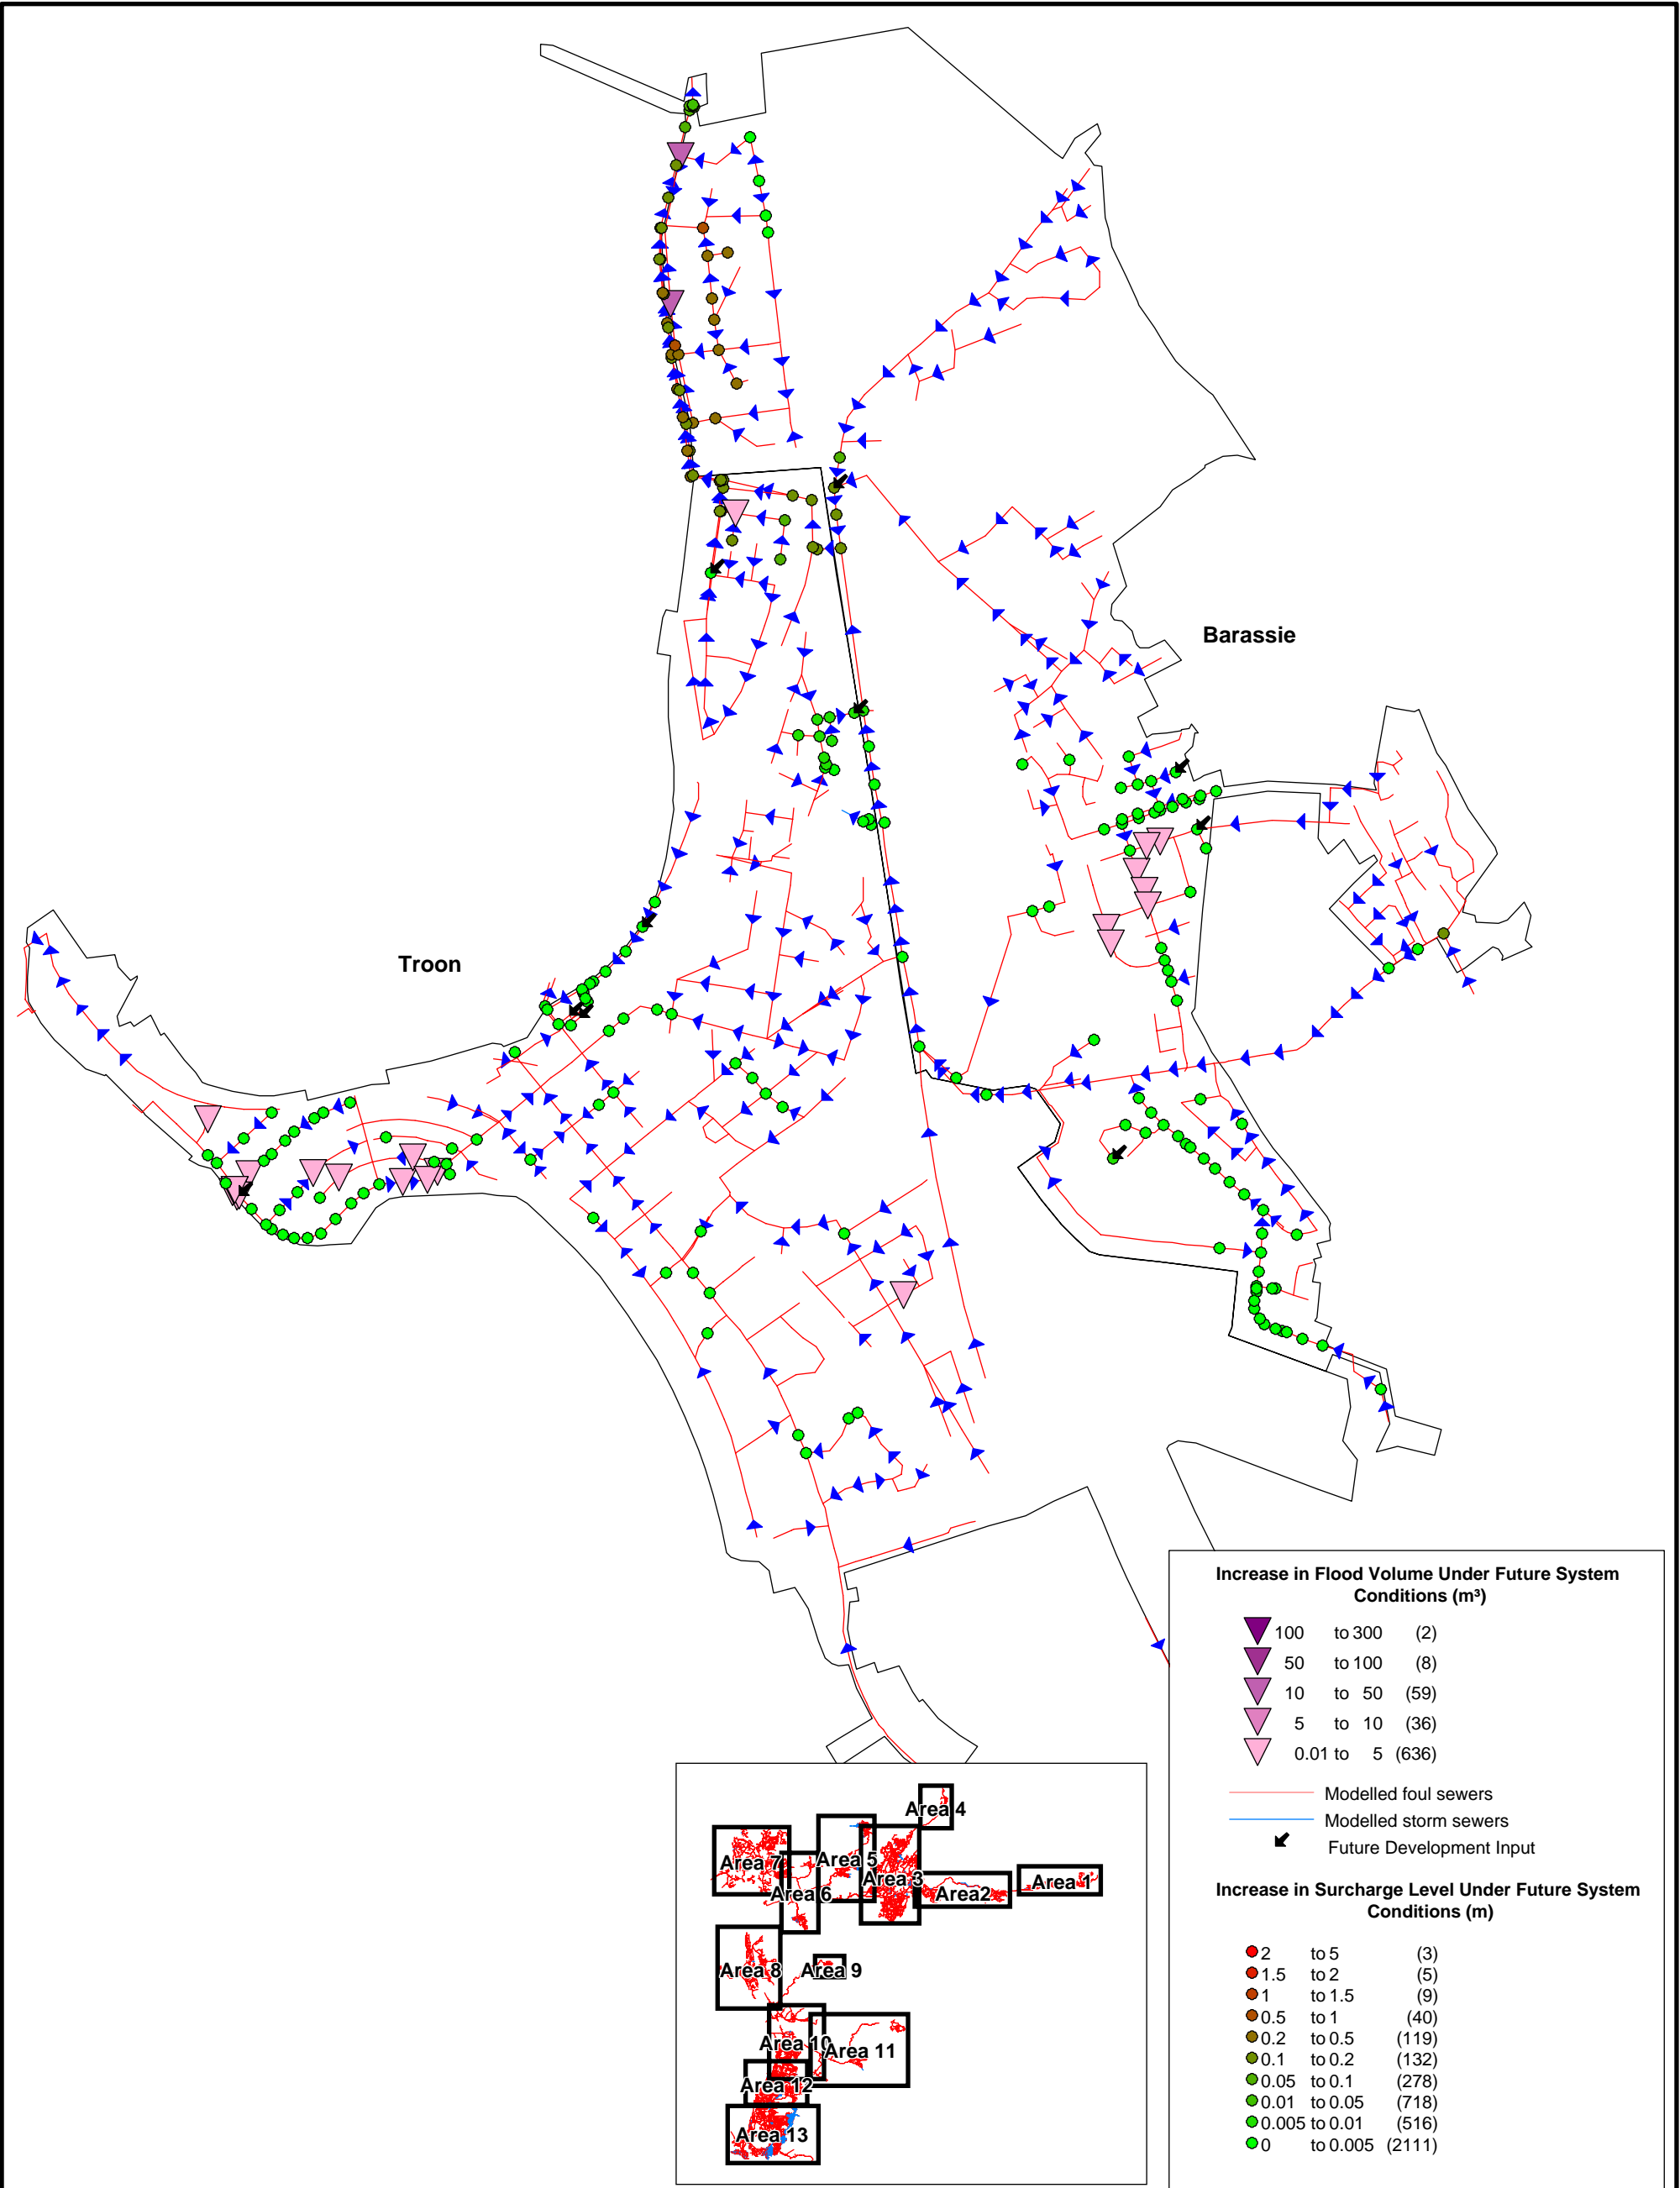 Barassie
Troon
Increase in Flood Volume Under Future System
Conditions (m³)
100 to 300 (2)
50 to 100 (8)
10 to 50 (59)
5 to 10 (36)
0.01 to 5 (636)
Modelled foul sewers
Modelled storm sewers
Future Development Input
Increase in Surcharge Level Under Future System
Conditions (m)
2 to 5 (3)
1.5 to 2 (5)
1 to 1.5 (9)
0.5 to 1 (40)
0.2 to 0.5 (119)
0.1 to 0.2 (132)
0.05 to 0.1 (278)
0.01 to 0.05 (718)
0.005 to 0.01 (516)
0 to 0.005 (2111)
Area 4
Area 7
Area 5
Area 3
Area 6
Area2
Area 1
Area 8
Area 9
Area 10
Area 11
Area 12
Area 13